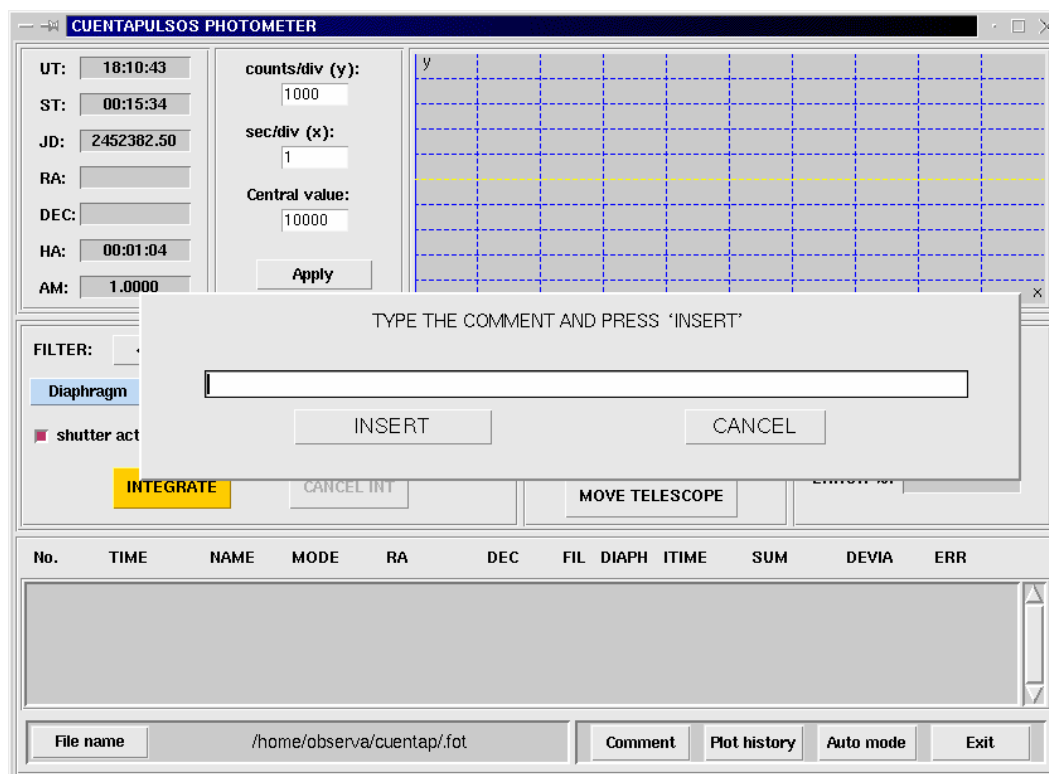 CUENTAPULSOS PHOTOMETER
UT: 18:10:43
ST: 00:15:34
JD: 2452382.50
RA:
DEC:
HA: 00:01:04
AM: 1.0000
counts/div (y):
1000
sec/div (x):
1
Central value:
10000
Apply
y
x
TYPE THE COMMENT AND PRESS ‘INSERT’
INSERT CANCEL
FILTER:
Diaphragm
shutter act
INTEGRATE CANCEL INT
MOVE TELESCOPE
No. TIME NAME MODE RA DEC FIL DIAPH ITIME SUM DEVIA ERR
File name /home/observa/cuentap/.fot Comment Plot history Auto mode Exit